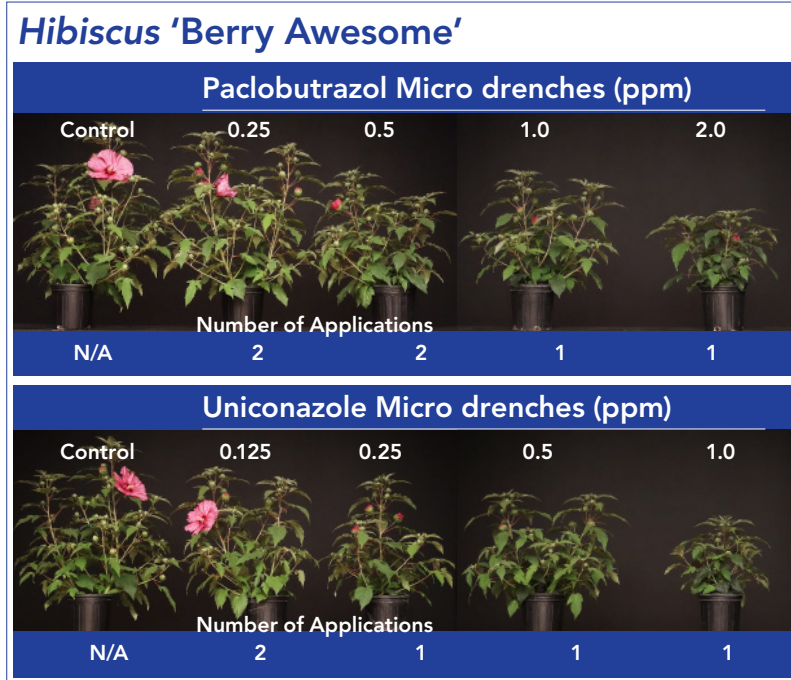 Hibiscus ‘Berry Awesome’
Paclobutrazol Micro drenches (ppm)
Control 0.25 0.5 1.0 2.0
Number of Applications
N/A 2 2 1 1
Uniconazole Micro drenches (ppm)
Control 0.125 0.25 0.5 1.0
Number of Applications
N/A 2 1 1 1